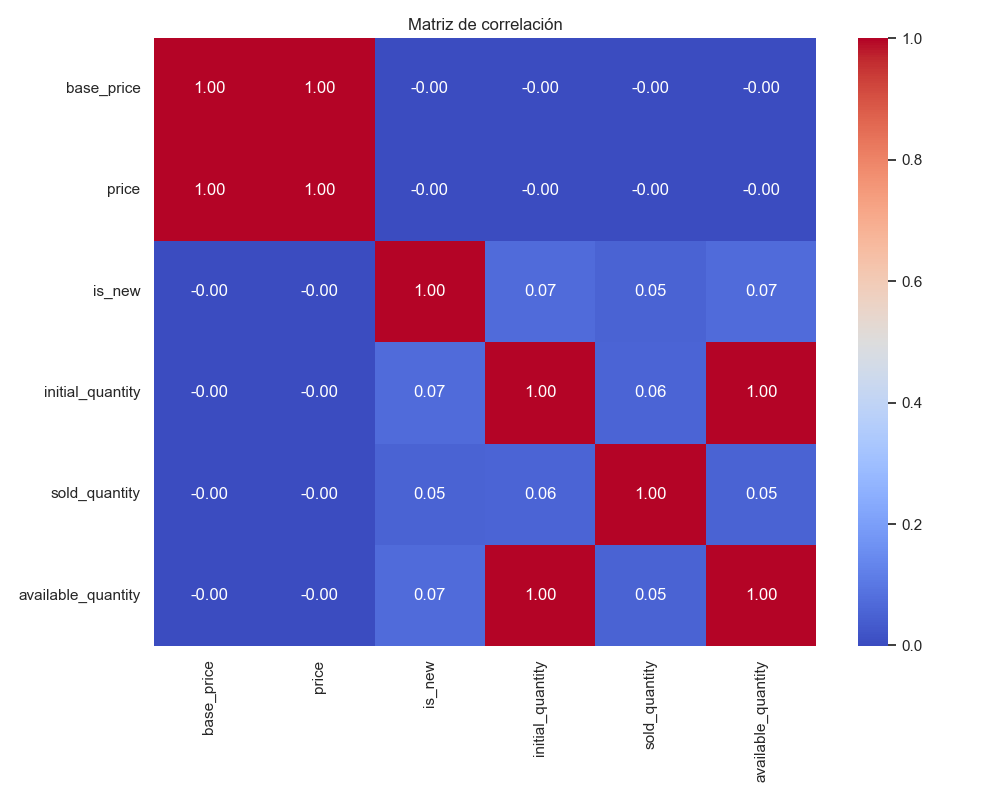 Matriz de correlación
base_price 1.00 1.00 -0.00 -0.00 -0.00 -0.00
price 1.00 1.00 -0.00 -0.00 -0.00 -0.00
is_new -0.00 -0.00 1.00 0.07 0.05 0.07
initial_quantity -0.00 -0.00 0.07 1.00 0.06 1.00
sold_quantity -0.00 -0.00 0.05 0.06 1.00 0.05
available_quantity -0.00 -0.00 0.07 1.00 0.05 1.00
base_price price is_new initial_quantity sold_quantity available_quantity
1.0
0.8
0.6
0.4
0.2
0.0